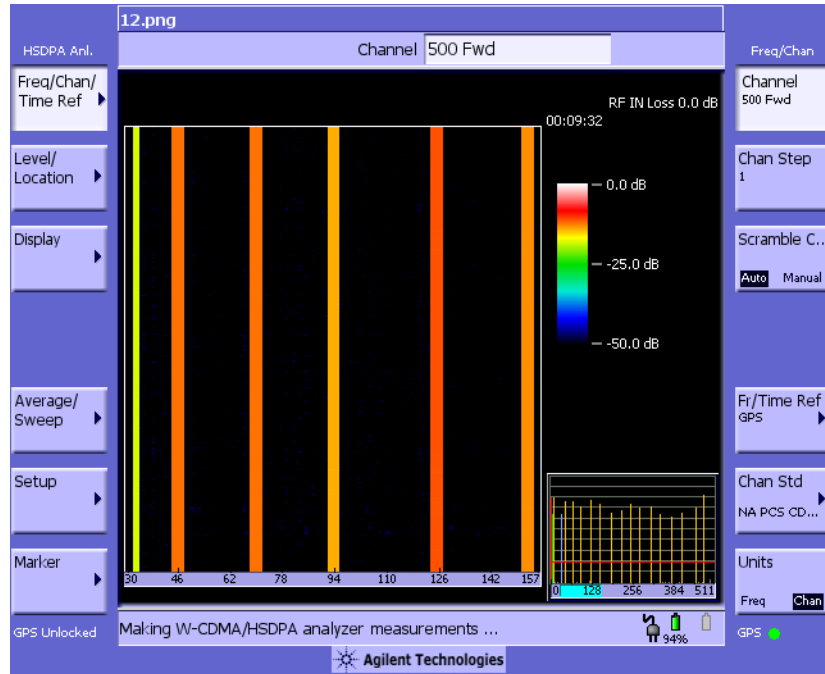 12.png
HSDPA Anl.
Channel 500 Fwd
Freq/Chan
Freq/Chan/
Time Ref
Level/
Location
Display
Average/
Sweep
Setup
Marker
GPS Unlocked
RF IN Loss 0.0 dB
00:09:32
0.0 dB
-25.0 dB
-50.0 dB
30 46 62 78 94 110 126 142 157
0 128 256 384 511
Making W-CDMA/HSDPA analyzer measurements ...
94%
Agilent Technologies
Channel
500 Fwd
Chan Step
1
Scramble C..
Auto Manual
Fr/Time Ref
GPS
Chan Std
NA PCS CD...
Units
Freq Chan
GPS